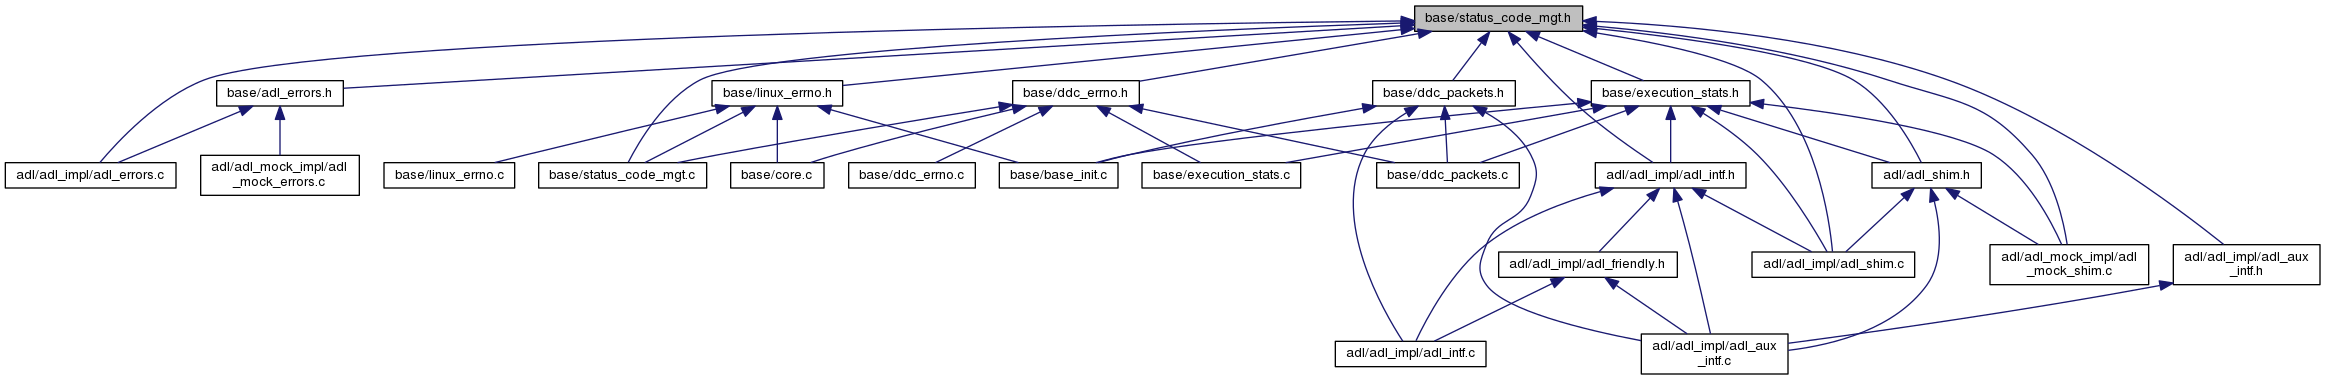 base/status_code_mgt.h
base/adl_errors.h
base/linux_errno.h
base/ddc_errno.h
base/ddc_packets.h
base/execution_stats.h
adl/adl_impl/adl_errors.c
adl/adl_mock_impl/adl
_mock_errors.c
base/linux_errno.c
base/status_code_mgt.c
base/core.c
base/ddc_errno.c
base/base_init.c
base/execution_stats.c
base/ddc_packets.c
adl/adl_impl/adl_intf.h
adl/adl_shim.h
adl/adl_impl/adl_friendly.h
adl/adl_impl/adl_shim.c
adl/adl_mock_impl/adl
_mock_shim.c
adl/adl_impl/adl_aux
_intf.h
adl/adl_impl/adl_intf.c
adl/adl_impl/adl_aux
_intf.c